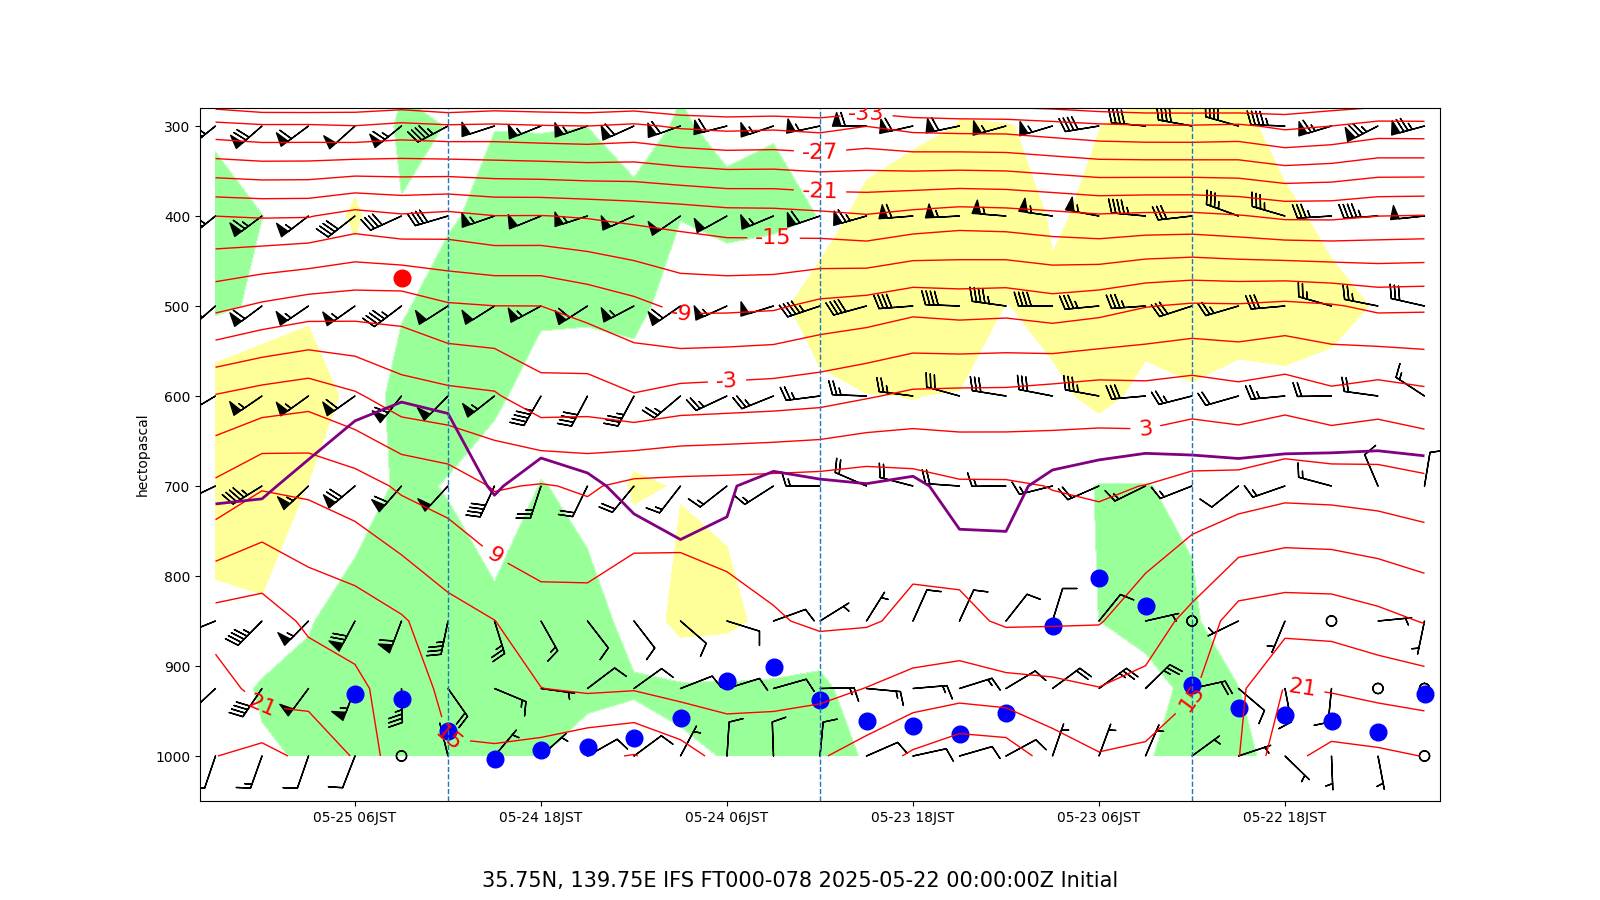 300
400
500
600
700
800
900
1000
hectopascal
-33
-27
-21
-15
-9
-3
3
9
15
21
15
21
05-25 06JST
05-24 18JST
05-24 06JST
05-23 18JST
05-23 06JST
05-22 18JST
35.75N, 139.75E IFS FT000-078 2025-05-22 00:00:00Z Initial